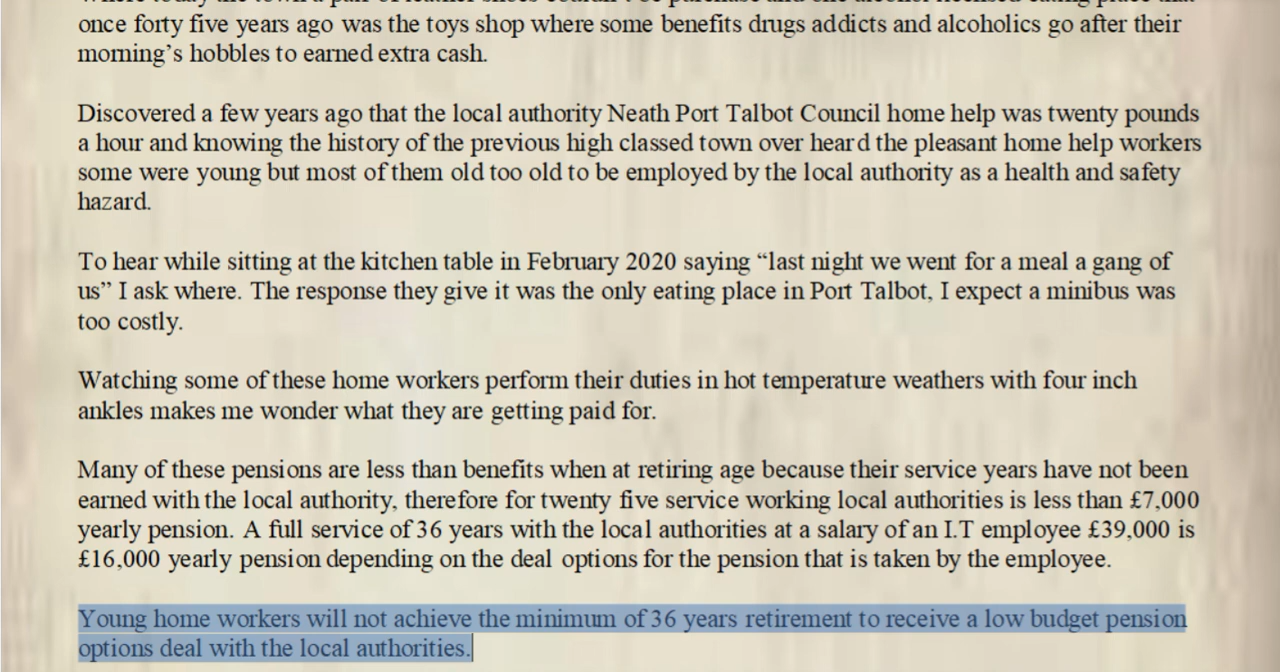 once forty five years ago was the toys shop where some benefits drugs addicts and alcoholics go after their
morning’s hobbles to earned extra cash.
Discovered a few years ago that the local authority Neath Port Talbot Council home help was twenty pounds
a hour and knowing the history of the previous high classed town over heard the pleasant home help workers
some were young but most of them old too old to be employed by the local authority as a health and safety
hazard.
To hear while sitting at the kitchen table in February 2020 saying “last night we went for a meal a gang of
us” I ask where. The response they give it was the only eating place in Port Talbot, I expect a minibus was
too costly.
Watching some of these home workers perform their duties in hot temperature weathers with four inch
ankles makes me wonder what they are getting paid for.
Many of these pensions are less than benefits when at retiring age because their service years have not been
earned with the local authority, therefore for twenty five service working local authorities is less than £7,000
yearly pension. A full service of 36 years with the local authorities at a salary of an I.T employee £39,000 is
£16,000 yearly pension depending on the deal options for the pension that is taken by the employee.
Young home workers will not achieve the minimum of 36 years retirement to receive a low budget pension
options deal with the local authorities.